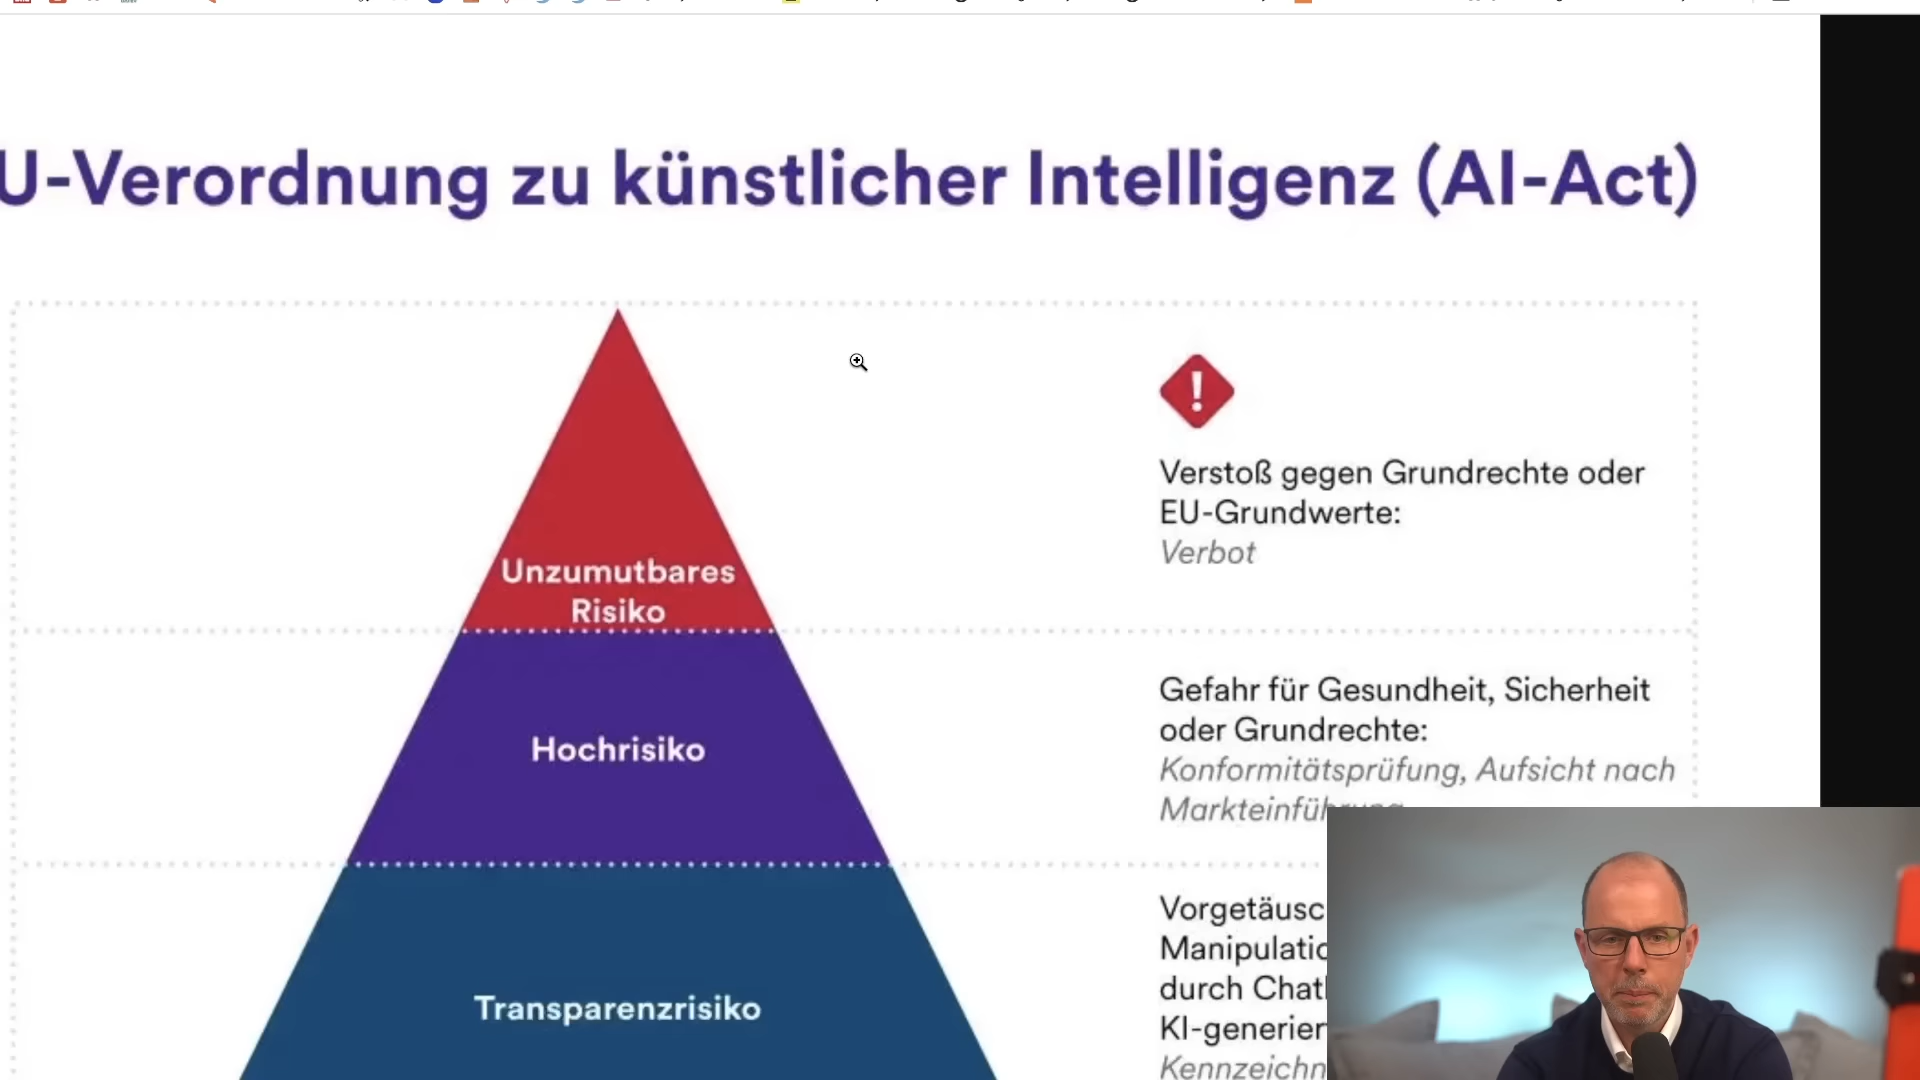 U-Verordnung zu künstlicher Intelligenz (AI-Act)
Verstoß gegen Grundrechte oder
EU-Grundwerte:
Verbot
Unzumutbares
Risiko
Gefahr für Gesundheit, Sicherheit
oder Grundrechte:
Konformitätsprüfung, Aufsicht nach
Hochrisiko
durch
Transparenzrisiko